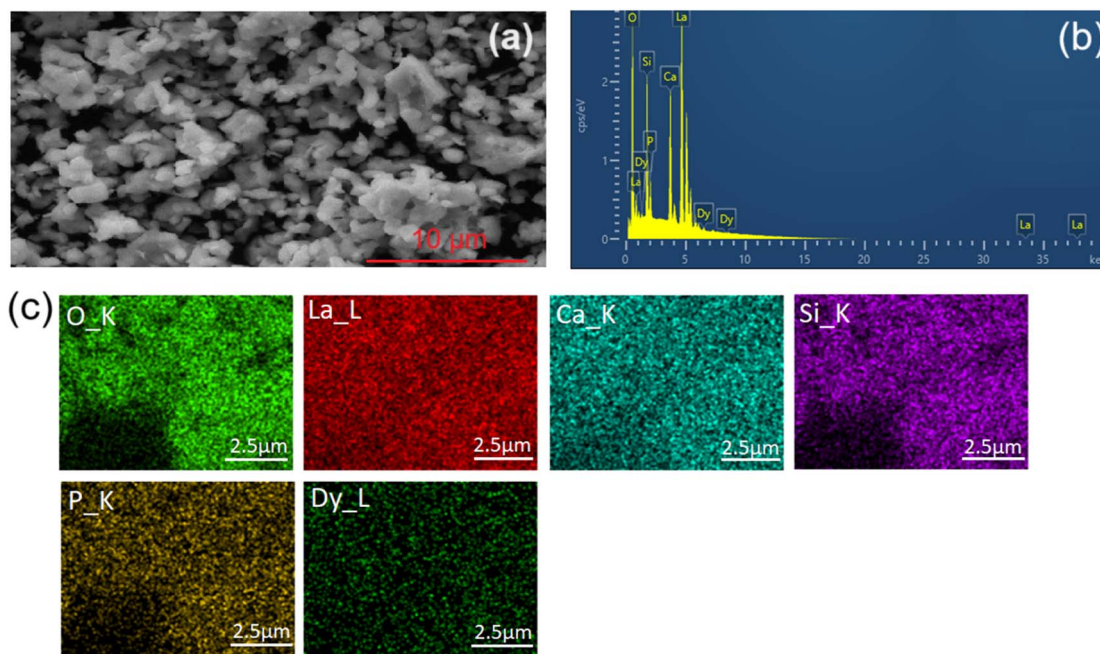 (a)
10 μm
(b)
cps/eV
2
1
0
O
La
Si
Ca
P
Dy
La
Dy
Dy
La
La
0
5
10
15
20
25
30
35
ke
(c)
O_K
2.5μm
La_L
2.5μm
Ca_K
2.5μm
Si_K
2.5μm
P_K
2.5μm
Dy_L
2.5μm